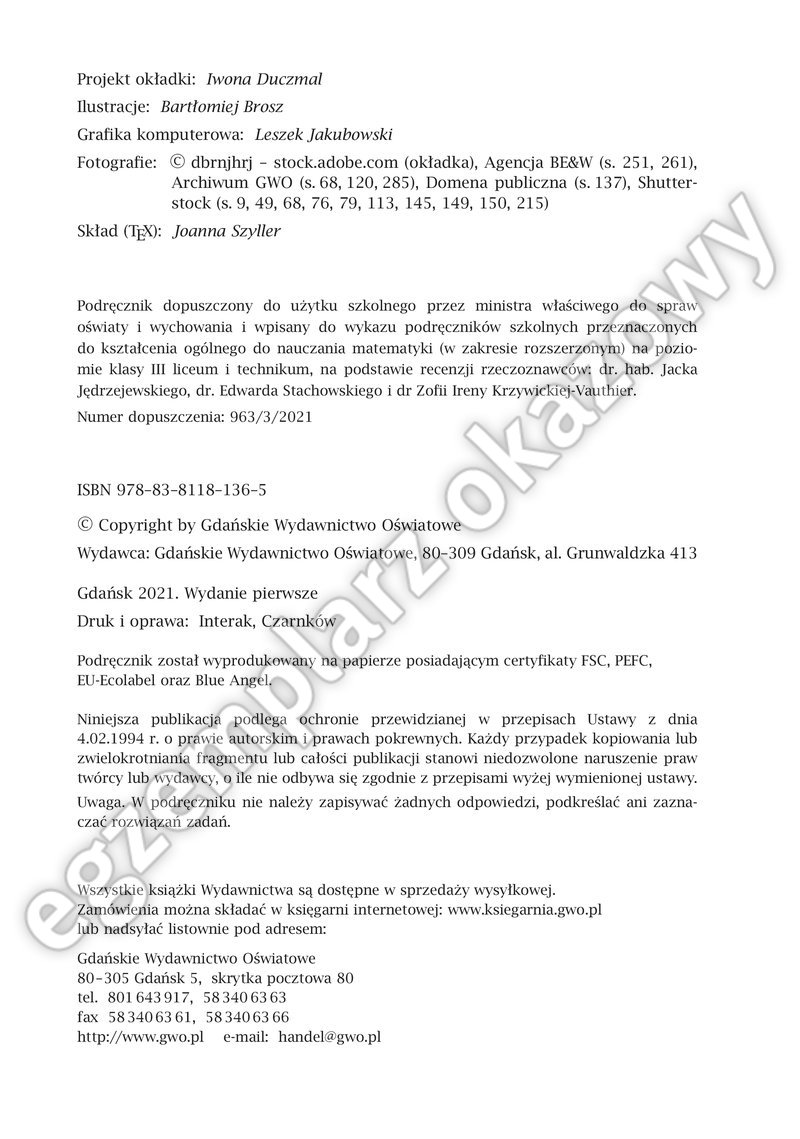 Projekt okładki: Iwona Duczmal
Ilustracje: Bartłomiej Brosz
Grafika komputerowa: Leszek Jakubowski
Fotografie: © dbrnjhrj – stock.adobe.com (okładka), Agencja BE&W (s. 251, 261),
Archiwum GWO (s. 68, 120, 285), Domena publiczna (s. 137), Shutter-
stock (s. 9, 49, 68, 76, 79, 113, 145, 149, 150, 215)
Skład (TEX): Joanna Szyller
Podręcznik dopuszczony do użytku szkolnego przez ministra właściwego do spraw
oświaty i wychowania i wpisany do wykazu podręczników szkolnych przeznaczonych
do kształcenia ogólnego do nauczania matematyki (w zakresie rozszerzonym) na pozio-
mie klasy III liceum i technikum, na podstawie recenzji rzeczoznawców: dr. hab. Jacka
Jędrzejewskiego, dr. Edwarda Stachowskiego i dr Zofii Ireny Krzywickiej-Vauthier.
Numer dopuszczenia: 963/3/2021
ISBN 978–83–8118–136–5
© Copyright by Gdańskie Wydawnictwo Oświatowe
Wydawca: Gdańskie Wydawnictwo Oświatowe, 80–309 Gdańsk, al. Grunwaldzka 413
Gdańsk 2021. Wydanie pierwsze
Druk i oprawa: Interak, Czarnków
Podręcznik został wyprodukowany na papierze posiadającym certyfikaty FSC, PEFC,
EU-Ecolabel oraz Blue Angel.
Niniejsza publikacja podlega ochronie przewidzianej w przepisach Ustawy z dnia
4.02.1994 r. o prawie autorskim i prawach pokrewnych. Każdy przypadek kopiowania lub
zwielokrotniania fragmentu lub całości publikacji stanowi niedozwolone naruszenie praw
twórcy lub wydawcy, o ile nie odbywa się zgodnie z przepisami wyżej wymienionej ustawy.
Uwaga. W podręczniku nie należy zapisywać żadnych odpowiedzi, podkreślać ani zazna-
czać rozwiązań zadań.
Wszystkie książki Wydawnictwa są dostępne w sprzedaży wysyłkowej.
Zamówienia można składać w księgarni internetowej: www.ksiegarnia.gwo.pl
lub nadsyłać listownie pod adresem:
Gdańskie Wydawnictwo Oświatowe
80–305 Gdańsk 5, skrytka pocztowa 80
tel. 801 643 917, 58 340 63 63
fax 58 340 63 61, 58 340 63 66
http://www.gwo.pl e-mail: handel@gwo.pl
egzemplarz okazowy